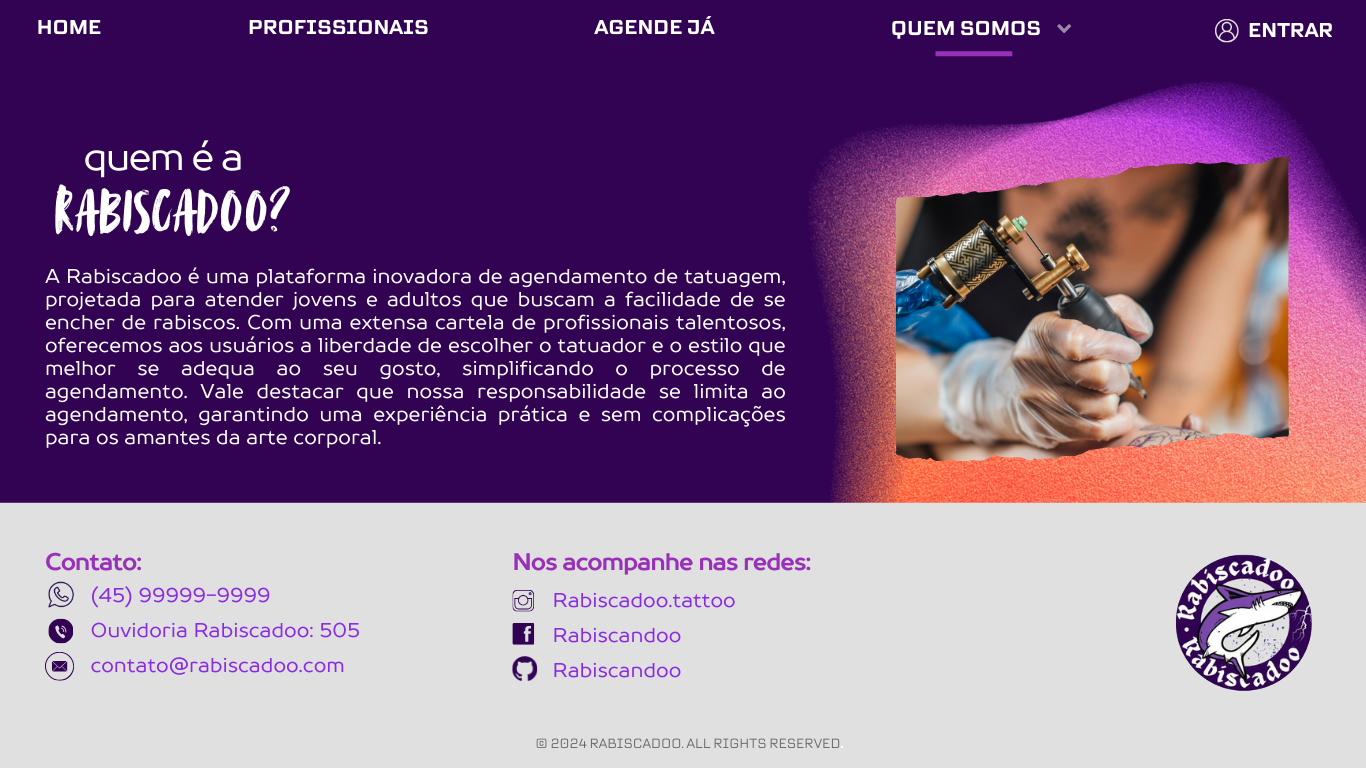 HOME PROFISSIONAIS AGENDE JÁ QUEM SOMOS ENTRAR
quem é a
RABISCADOO?
A Rabiscadoo é uma plataforma inovadora de agendamento de tatuagem,
projetada para atender jovens e adultos que buscam a facilidade de se
encher de rabiscos. Com uma extensa cartela de profissionais talentosos,
oferecemos aos usuários a liberdade de escolher o tatuador e o estilo que
melhor se adequa ao seu gosto, simplificando o processo de
agendamento. Vale destacar que nossa responsabilidade se limita ao
agendamento, garantindo uma experiência prática e sem complicações
para os amantes da arte corporal.
Contato:
(45) 99999-9999
Ouvidoria Rabiscadoo: 505
contato@rabiscadoo.com
Nos acompanhe nas redes:
Rabiscadoo.tattoo
Rabiscandoo
Rabiscandoo
Rabiscadoo
Rabiscadoo
© 2024 RABISCADOO. ALL RIGHTS RESERVED.